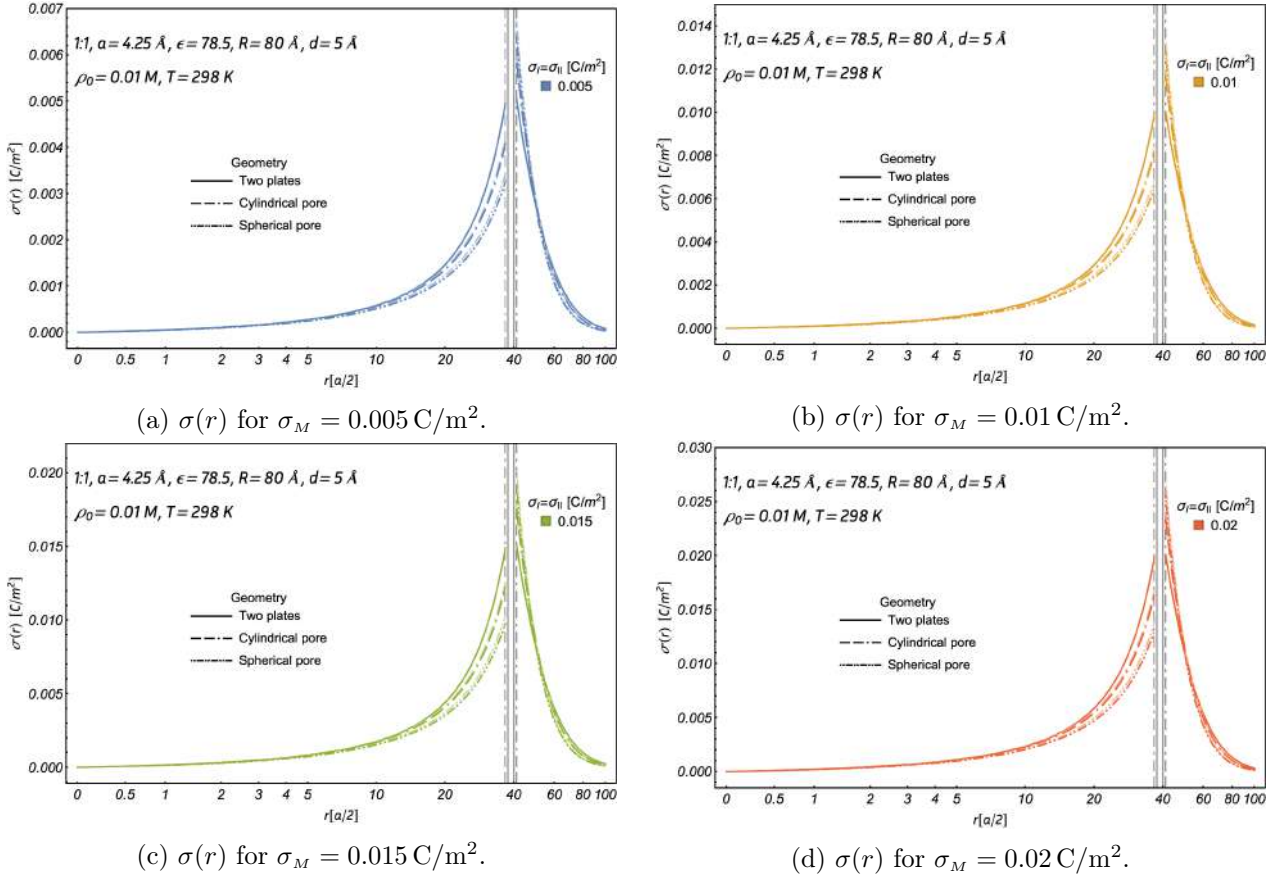 0.007
0.006
0.005
0.004
0.003
0.002
0.001
0.000
σ(r) [C/m²]
1:1, a= 4.25 Å, ϵ= 78.5, R= 80 Å, d= 5 Å
ρ₀= 0.01 M, T= 298 K
σI=σII [C/m²]
0.005
Geometry
Two plates
Cylindrical pore
Spherical pore
0 0.5 1 2 3 4 5 10 20 40 60 80 100
r[a/2]
(a) σ(r) for σM = 0.005 C/m².
0.014
0.012
0.010
0.008
0.006
0.004
0.002
0.000
σ(r) [C/m²]
1:1, a= 4.25 Å, ϵ= 78.5, R= 80 Å, d= 5 Å
ρ₀= 0.01 M, T= 298 K
σI=σII [C/m²]
0.01
Geometry
Two plates
Cylindrical pore
Spherical pore
0 0.5 1 2 3 4 5 10 20 40 60 80 100
r[a/2]
(b) σ(r) for σM = 0.01 C/m².
0.020
0.015
0.010
0.005
0.000
σ(r) [C/m²]
1:1, a= 4.25 Å, ϵ= 78.5, R= 80 Å, d= 5 Å
ρ₀= 0.01 M, T= 298 K
σI=σII [C/m²]
0.015
Geometry
Two plates
Cylindrical pore
Spherical pore
0 0.5 1 2 3 4 5 10 20 40 60 80 100
r[a/2]
(c) σ(r) for σM = 0.015 C/m².
0.030
0.025
0.020
0.015
0.010
0.005
0.000
σ(r) [C/m²]
1:1, a= 4.25 Å, ϵ= 78.5, R= 80 Å, d= 5 Å
ρ₀= 0.01 M, T= 298 K
σI=σII [C/m²]
0.02
Geometry
Two plates
Cylindrical pore
Spherical pore
0 0.5 1 2 3 4 5 10 20 40 60 80 100
r[a/2]
(d) σ(r) for σM = 0.02 C/m².